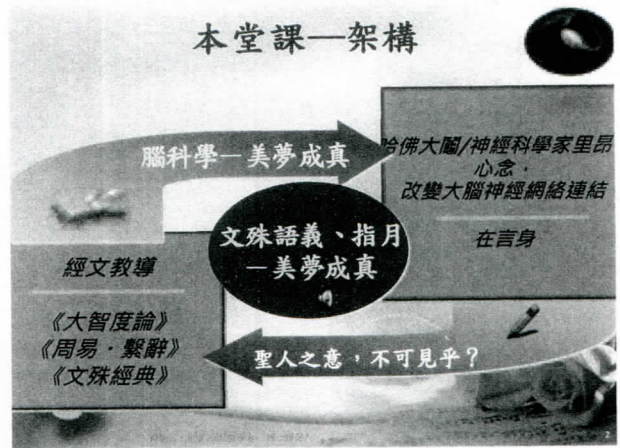 本堂課—架構
腦科學—美夢成真
哈佛大闖/神經科學家里昂
心念，
改變大腦神經網絡連結
在言身
文殊語義、指月
—美夢成真
經文教導
《大智度論》
《周易·繫辭》
《文殊經典》
聖人之意，不可見乎？
2